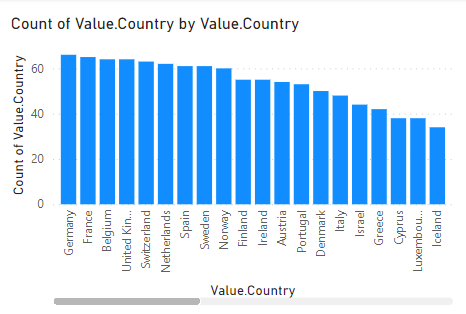 Count of Value.Country by Value.Country
Count of Value.Country
60
40
20
0
Germany
France
Belgium
United Kin...
Switzerland
Netherlands
Spain
Sweden
Norway
Finland
Ireland
Austria
Portugal
Denmark
Italy
Israel
Greece
Cyprus
Luxembou...
Iceland
Value.Country